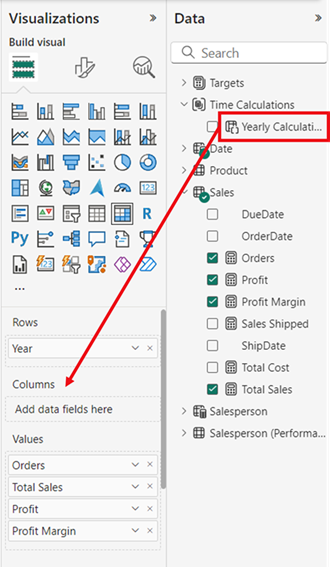 Visualizations
Build visual
123
R
Py
...
Rows
Year
Columns
Add data fields here
Values
Orders
Total Sales
Profit
Profit Margin
Data
Search
Targets
Time Calculations
Yearly Calculati...
Date
Product
Sales
DueDate
OrderDate
Orders
Profit
Profit Margin
Sales Shipped
ShipDate
Total Cost
Total Sales
Salesperson
Salesperson (Performa...